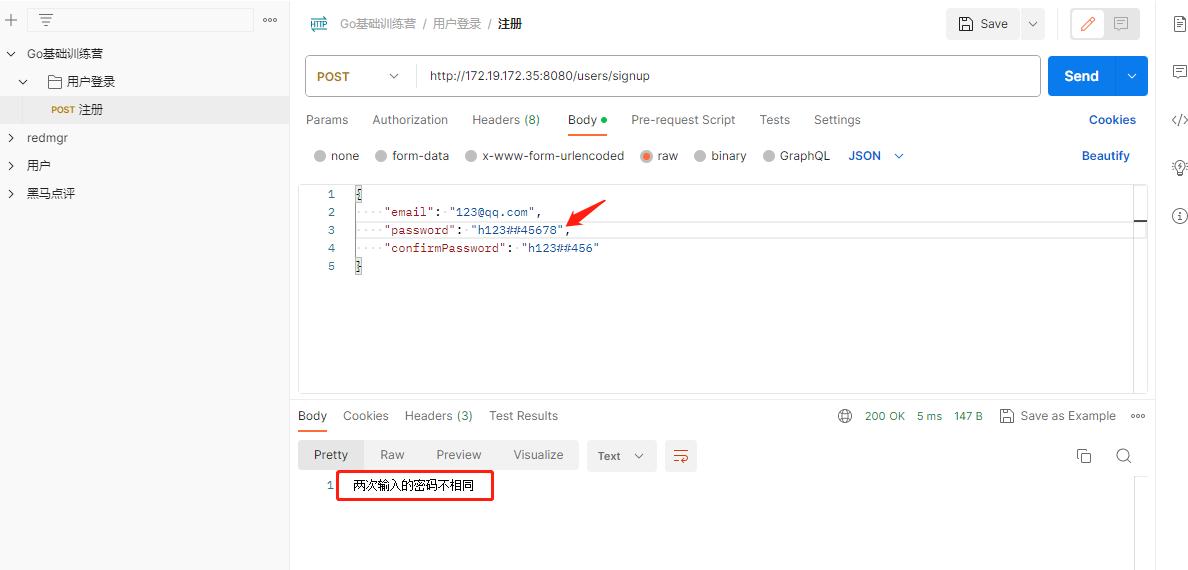 Go基础训练营 / 用户登录 / 注册
Save
Go基础训练营
用户登录
POST 注册
redmgr
用户
黑马点评
POST
http://172.19.172.35:8080/users/signup
Send
Params Authorization Headers (8) Body Pre-request Script Tests Settings Cookies
none form-data x-www-form-urlencoded raw binary GraphQL JSON Beautify
1 {
2 "email": "123@qq.com",
3 "password": "h123##45678",
4 "confirmPassword": "h123##456"
5 }
Body Cookies Headers (3) Test Results 200 OK 5 ms 147 B Save as Example
Pretty Raw Preview Visualize Text
1 两次输入的密码不相同